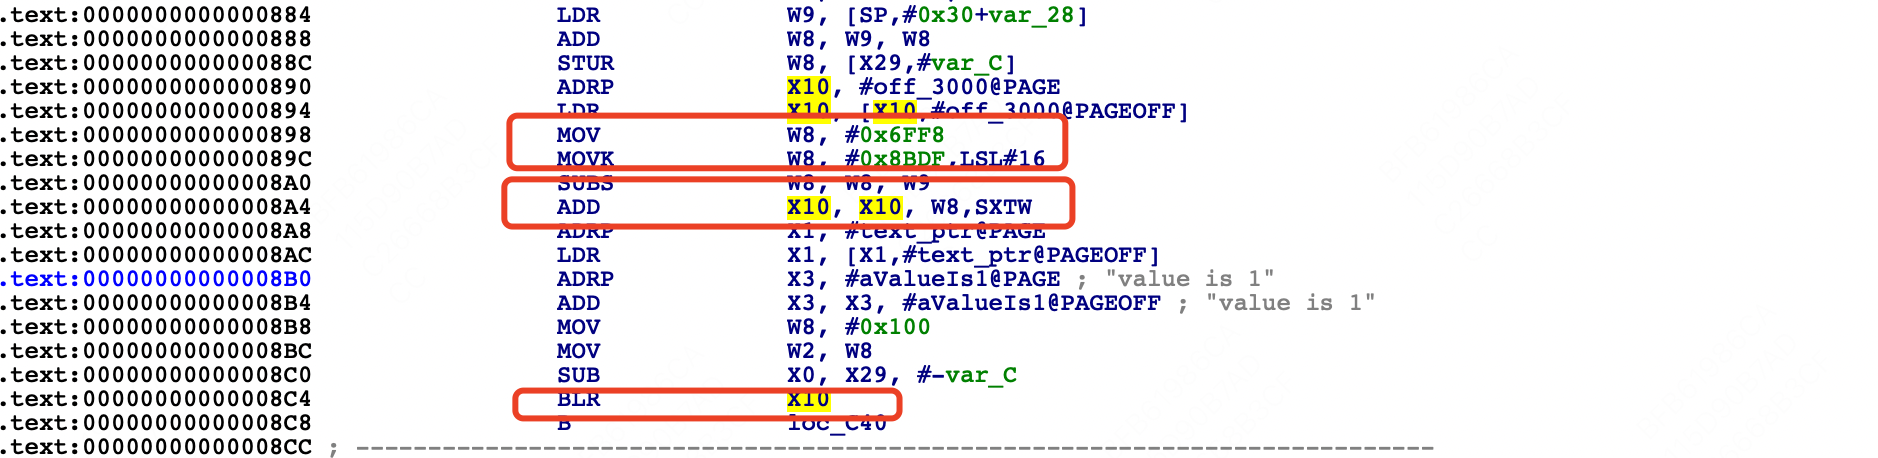 .text:0000000000000884 LDR W9, [SP,#0x30+var_28]
.text:0000000000000888 ADD W8, W9, W8
.text:000000000000088C STUR W8, [X29,#var_C]
.text:0000000000000890 ADRP X10, #off_3000@PAGE
.text:0000000000000894 LDR X10, [X10,#off_3000@PAGEOFF]
.text:0000000000000898 MOV W8, #0x6FF8
.text:000000000000089C MOVK W8, #0x8BDF,LSL#16
.text:00000000000008A0 SUBS W8, W8, W9
.text:00000000000008A4 ADD X10, X10, W8,SXTW
.text:00000000000008A8 ADRP X1, #text_ptr@PAGE
.text:00000000000008AC LDR X1, [X1,#text_ptr@PAGEOFF]
.text:00000000000008B0 ADRP X3, #aValueIs1@PAGE ; "value is 1"
.text:00000000000008B4 ADD X3, X3, #aValueIs1@PAGEOFF ; "value is 1"
.text:00000000000008B8 MOV W8, #0x100
.text:00000000000008BC MOV W2, W8
.text:00000000000008C0 SUB X0, X29, #-var_C
.text:00000000000008C4 BLR X10
.text:00000000000008C8 B loc_C40
.text:00000000000008CC ; ---------------------------------------------------------------------------